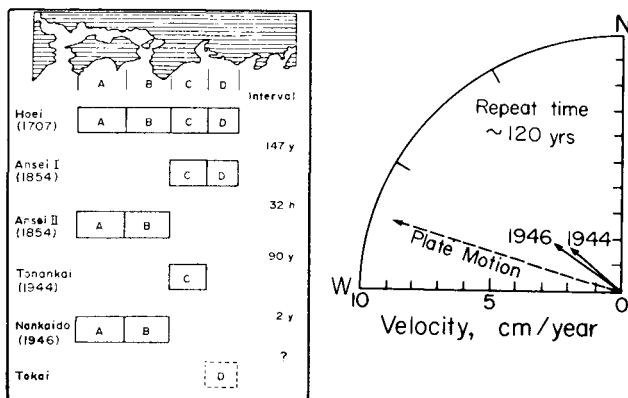 A B C D
Interval
Hoei
(1707)
A B C D
147 y
Ansei I
(1854)
C D
32 h
Ansei II
(1854)
A B
90 y
Tonankai
(1944)
C
2 y
Nankaido
(1946)
A B
?
Tokai
D
N
Repeat time
~120 yrs
1946 1944
Plate Motion
W
10 5 0
Velocity, cm/year